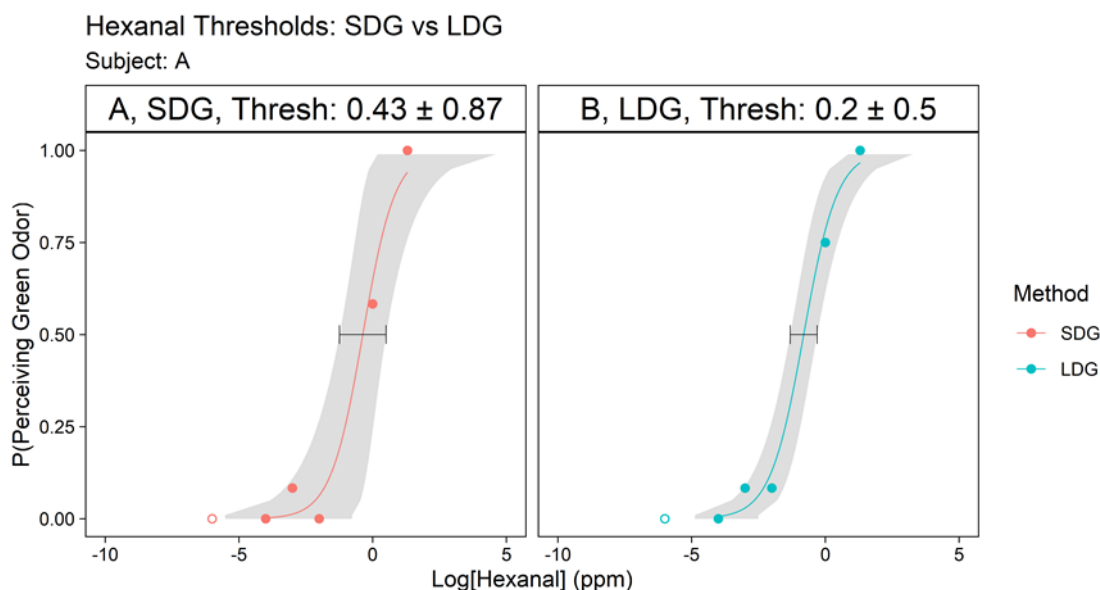 Hexanal Thresholds: SDG vs LDG
Subject: A
A, SDG, Thresh: 0.43 ± 0.87
B, LDG, Thresh: 0.2 ± 0.5
P(Perceiving Green Odor)
1.00
0.75
0.50
0.25
0.00
-10
-5
0
5
-10
-5
0
5
Log[Hexanal] (ppm)
Method
SDG
LDG